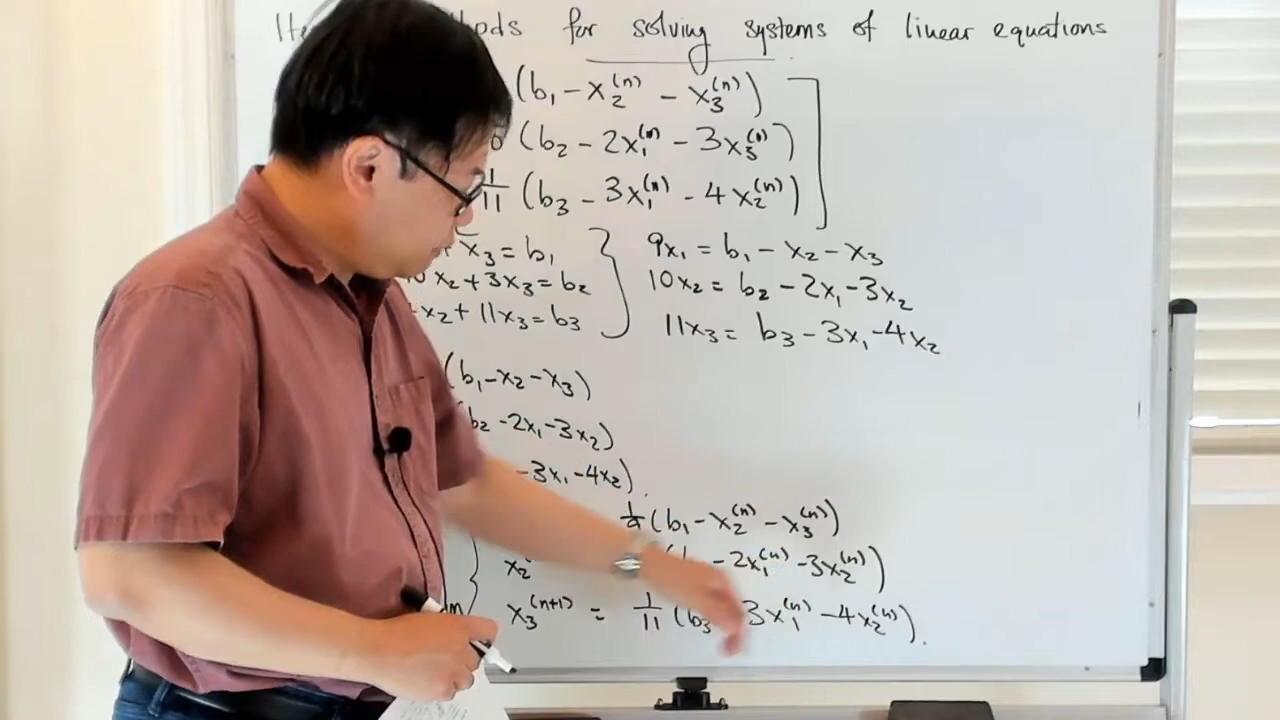 for solving systems of linear equations
(b₁ - x₂⁽ⁿ⁾ - x₃⁽ⁿ⁾)
(b₂ - 2x₁⁽ⁿ⁾ - 3x₃⁽ⁿ⁾)
1/11 (b₃ - 3x₁⁽ⁿ⁾ - 4x₂⁽ⁿ⁾)
x₃ = b₁ } 9x₁ = b₁ - x₂ - x₃
x₂ + 3x₃ = b₂ } 10x₂ = b₂ - 2x₁ - 3x₂
x₂ + 11x₃ = b₃ } 11x₃ = b₃ - 3x₁ - 4x₂
(b₁ - x₂ - x₃)
b₂ - 2x₁ - 3x₂)
- 3x₁ - 4x₂).
1/9 (b₁ - x₂⁽ⁿ⁾ - x₃⁽ⁿ⁾)
x₂ - 2x₁⁽ⁿ⁾ - 3x₂⁽ⁿ⁾)
x₃⁽ⁿ⁺¹⁾ = 1/11 (b₃ 3x₁⁽ⁿ⁾ - 4x₂⁽ⁿ⁾).